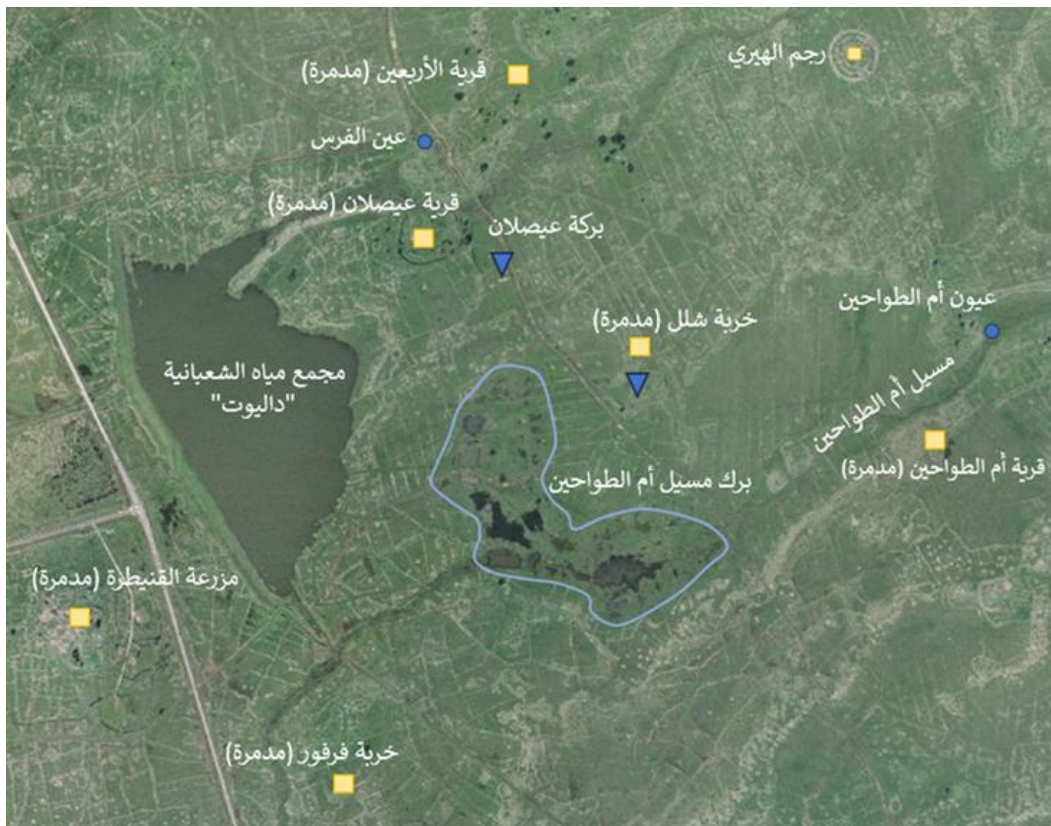 رجم الهيري
قرية الأربعين (مدمرة)
عين الفرس
قرية عيصلان (مدمرة)
بركة عيصلان
عيون أم الطواحين
خربة شلل (مدمرة)
مجمع مياه الشعبانية
"داليوت"
مسيل أم الطواحين
قرية أم الطواحين (مدمرة)
برك مسيل أم الطواحين
مزرعة القنيطرة (مدمرة)
خربة فرفور (مدمرة)